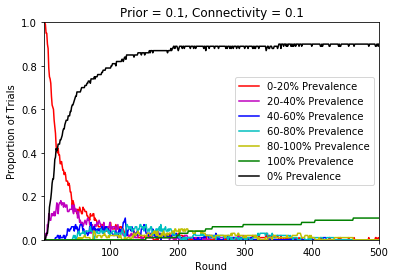 Prior = 0.1, Connectivity = 0.1
1.0
0.8
0.6
0.4
0.2
0.0
Proportion of Trials
0-20% Prevalence
20-40% Prevalence
40-60% Prevalence
60-80% Prevalence
80-100% Prevalence
100% Prevalence
0% Prevalence
100 200 300 400 500
Round